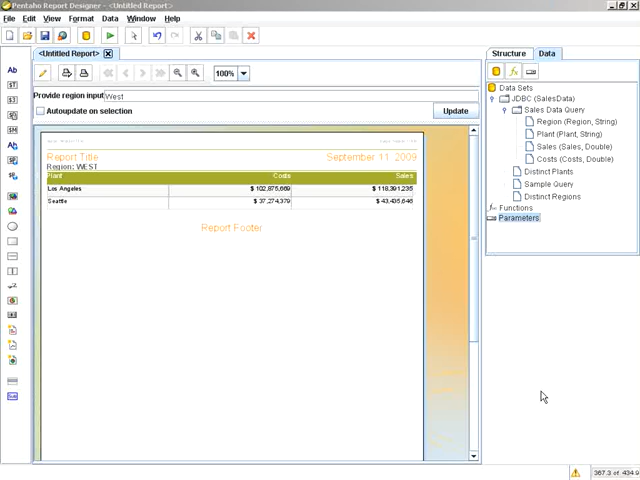 Pentaho Report Designer - <Untitled Report>
File Edit View Format Data Window Help
<Untitled Report>
100%
Provide region input West
Autoupdate on selection
Update
Report Title
September 11 2009
Region: WEST
Plant Costs Sales
Los Angeles $ 102,875,669 $ 118,391,235
Seattle $ 37,274,379
Report Footer
Structure Data
Data Sets
JDBC (SalesData)
Sales Data Query
Region (Region, String)
Plant (Plant, String)
Sales (Sales, Double)
Costs (Costs, Double)
Distinct Plants
Sample Query
Distinct Regions
Functions
Parameters
367.3 of 434.9